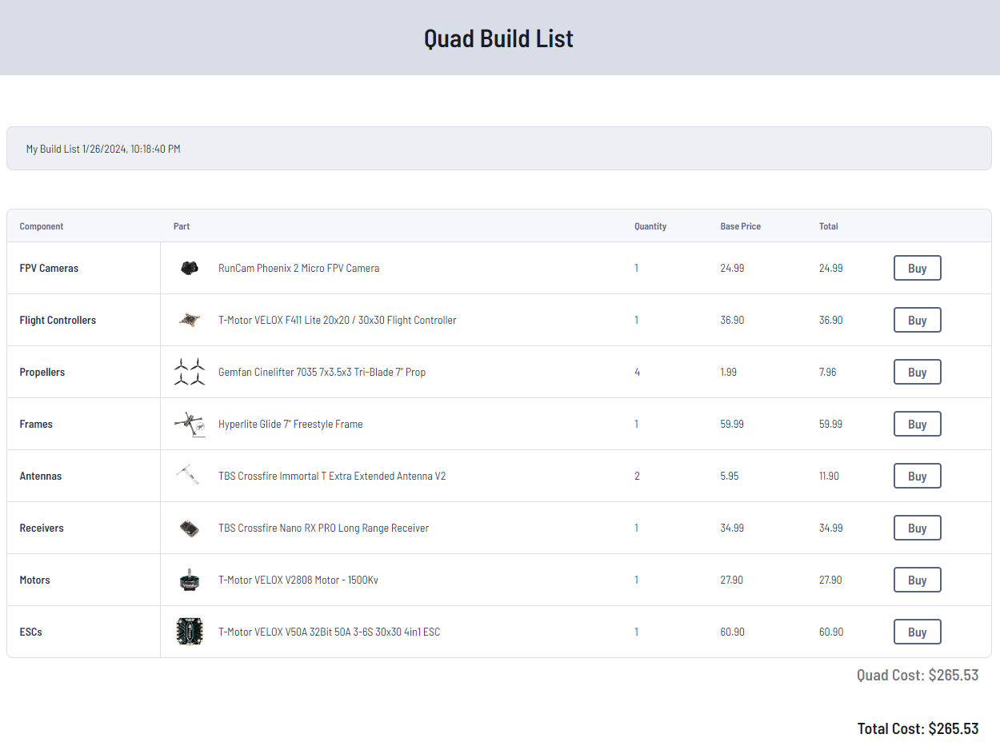 Quad Build List
My Build List 1/26/2024, 10:18:40 PM
Component Part Quantity Base Price Total
FPV Cameras RunCam Phoenix 2 Micro FPV Camera 1 24.99 24.99 Buy
Flight Controllers T-Motor VELOX F411 Lite 20x20 / 30x30 Flight Controller 1 36.90 36.90 Buy
Propellers Gemfan Cinelifter 7035 7x3.5x3 Tri-Blade 7" Prop 4 1.99 7.96 Buy
Frames Hyperlite Glide 7" Freestyle Frame 1 59.99 59.99 Buy
Antennas TBS Crossfire Immortal T Extra Extended Antenna V2 2 5.95 11.90 Buy
Receivers TBS Crossfire Nano RX PRO Long Range Receiver 1 34.99 34.99 Buy
Motors T-Motor VELOX V2808 Motor - 1500Kv 1 27.90 27.90 Buy
ESCs T-Motor VELOX V50A 32Bit 50A 3-6S 30x30 4in1 ESC 1 60.90 60.90 Buy
Quad Cost: $265.53
Total Cost: $265.53